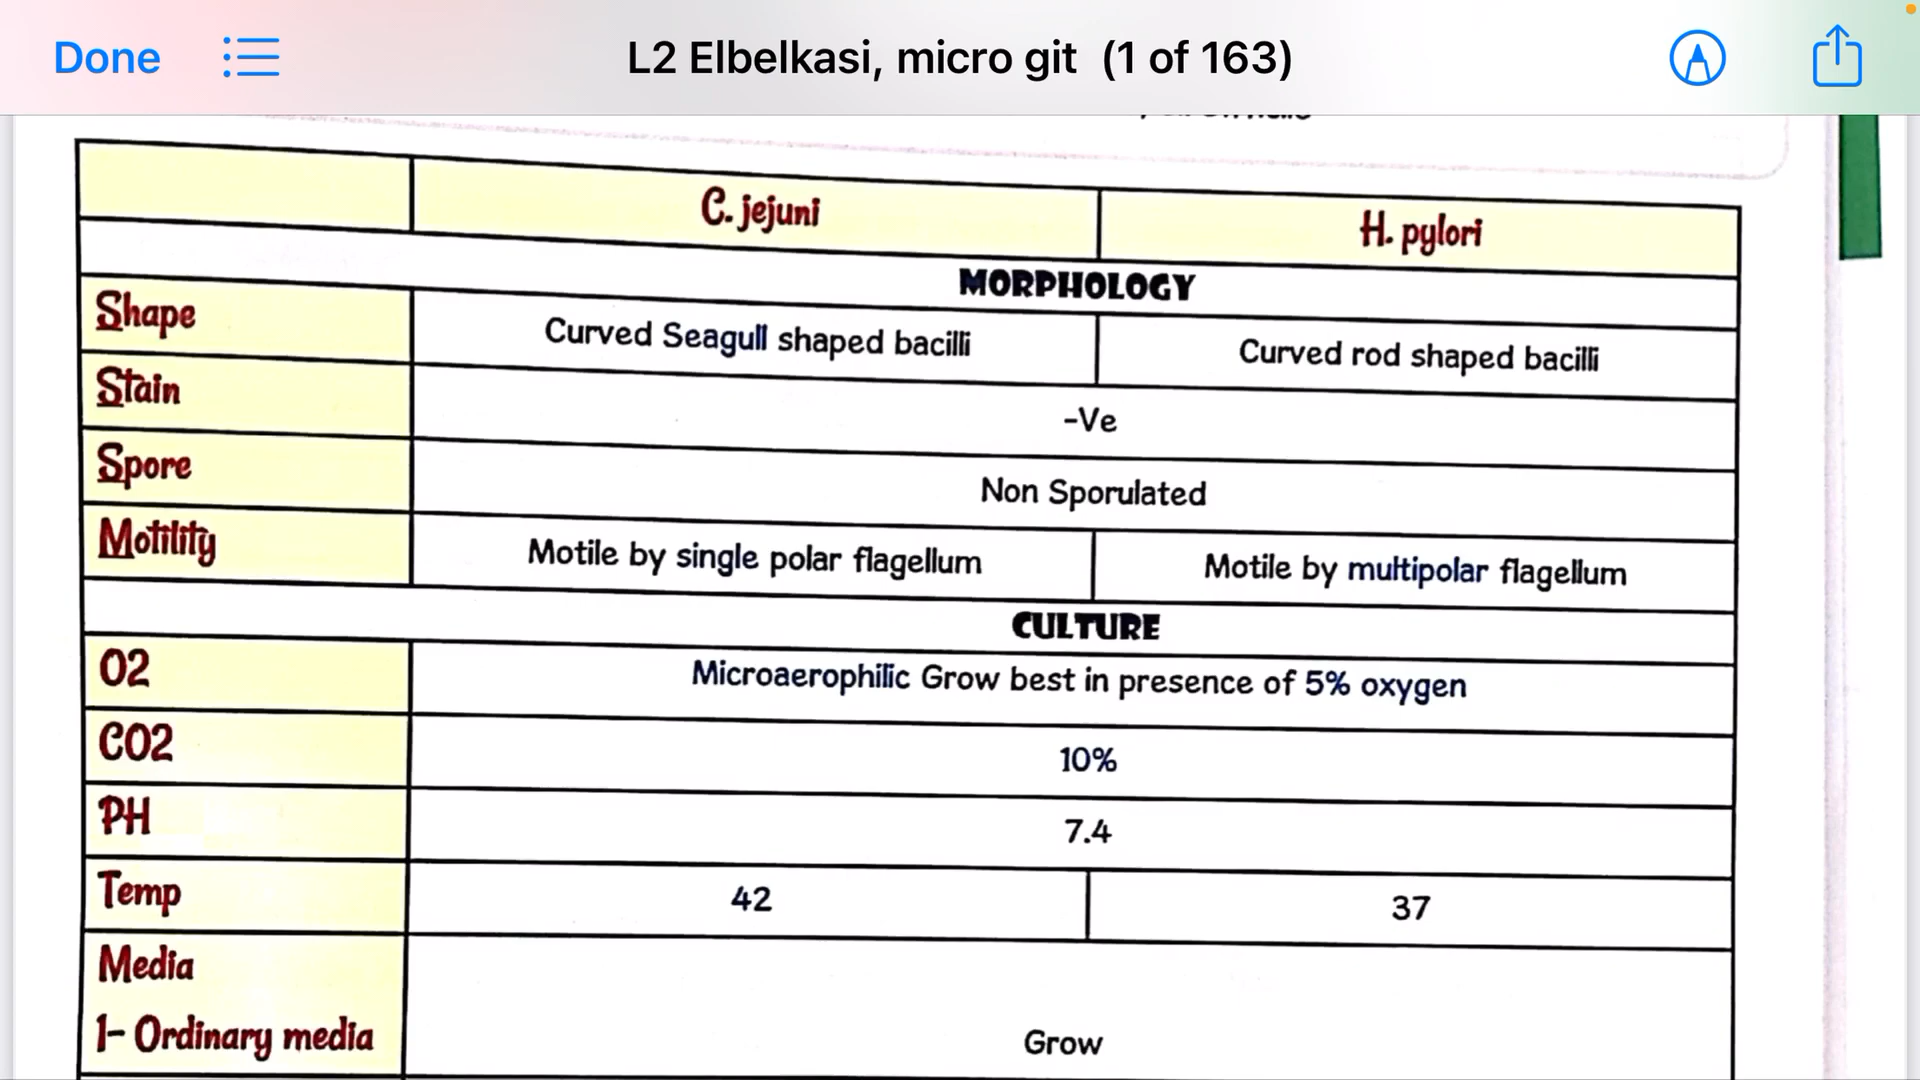 Done
L2 Elbelkasi, micro git (1 of 163)
C. jejuni
H. pylori
MORPHOLOGY
Shape
Curved Seagull shaped bacilli
Curved rod shaped bacilli
Stain
-Ve
Spore
Non Sporulated
Motility
Motile by single polar flagellum
Motile by multipolar flagellum
CULTURE
O2
Microaerophilic Grow best in presence of 5% oxygen
CO2
10%
PH
7.4
Temp
42
37
Media
1- Ordinary media
Grow